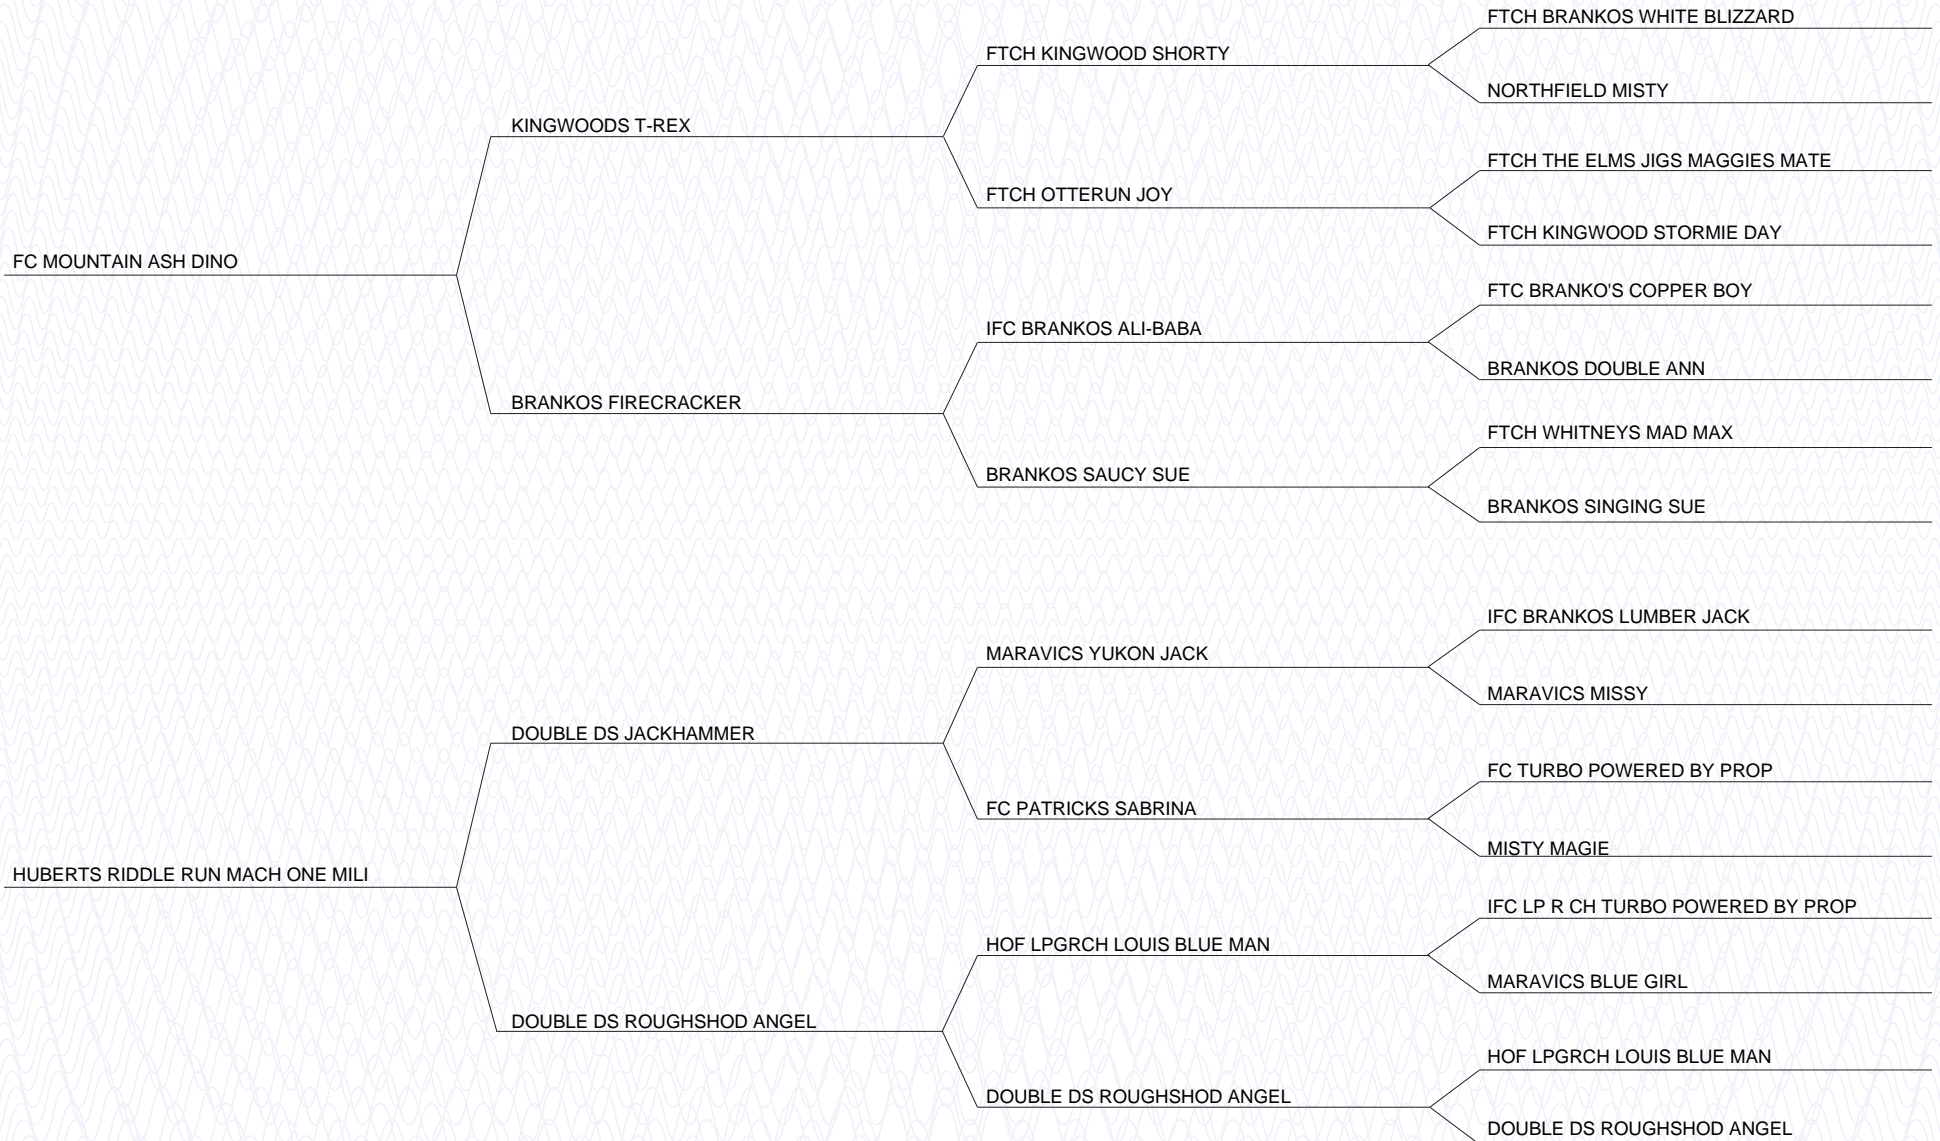 FTCH BRANKOS WHITE BLIZZARD
FTCH KINGWOOD SHORTY
NORTHFIELD MISTY
KINGWOODS T-REX
FTCH THE ELMS JIGS MAGGIES MATE
FTCH OTTERUN JOY
FTCH KINGWOOD STORMIE DAY
FC MOUNTAIN ASH DINO
FTC BRANKO'S COPPER BOY
IFC BRANKOS ALI-BABA
BRANKOS DOUBLE ANN
BRANKOS FIRECRACKER
FTCH WHITNEYS MAD MAX
BRANKOS SAUCY SUE
BRANKOS SINGING SUE
IFC BRANKOS LUMBER JACK
MARAVICS YUKON JACK
MARAVICS MISSY
DOUBLE DS JACKHAMMER
FC TURBO POWERED BY PROP
FC PATRICKS SABRINA
MISTY MAGIE
HUBERTS RIDDLE RUN MACH ONE MILI
IFC LP R CH TURBO POWERED BY PROP
HOF LPGRCH LOUIS BLUE MAN
MARAVICS BLUE GIRL
DOUBLE DS ROUGHSHOD ANGEL
HOF LPGRCH LOUIS BLUE MAN
DOUBLE DS ROUGHSHOD ANGEL
DOUBLE DS ROUGHSHOD ANGEL